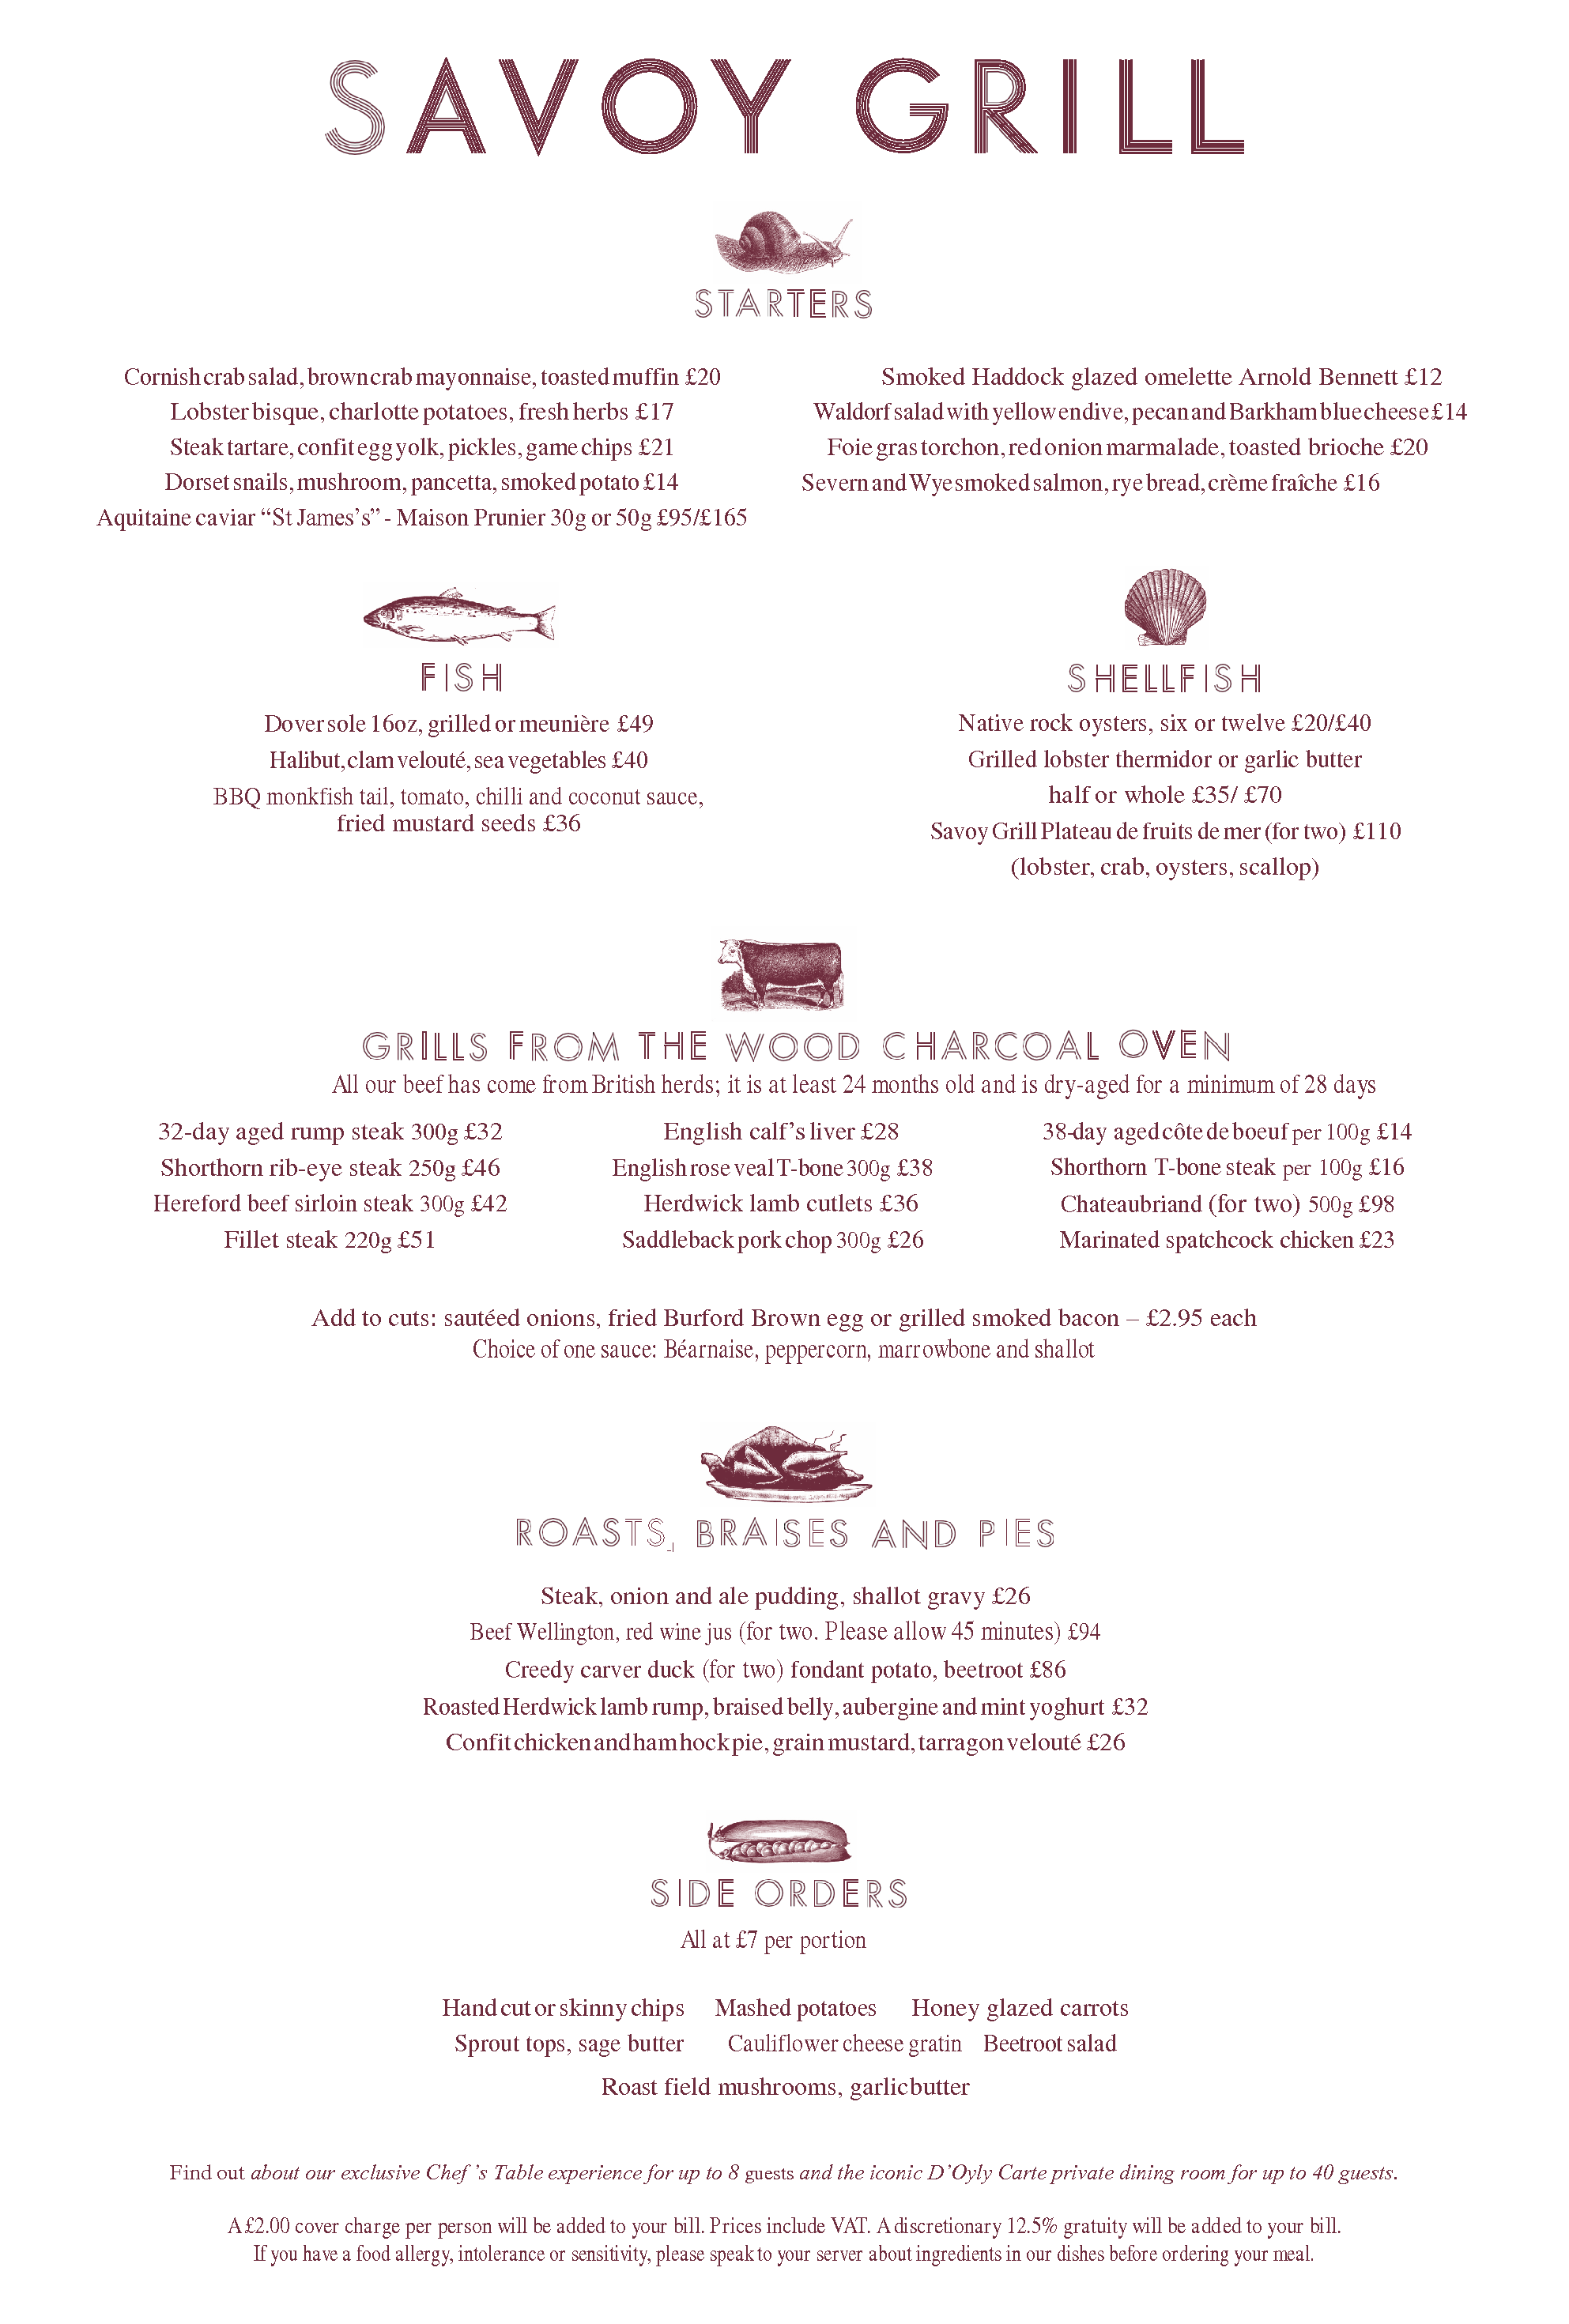 SAVOY GRILL
STARTERS
Cornish crab salad, brown crab mayonnaise, toasted muffin £20
Lobster bisque, charlotte potatoes, fresh herbs £17
Steak tartare, confit egg yolk, pickles, game chips £21
Dorset snails, mushroom, pancetta, smoked potato £14
Aquitaine caviar “St James’s” - Maison Prunier 30g or 50g £95/£165
Smoked Haddock glazed omelette Arnold Bennett £12
Waldorf salad with yellow endive, pecan and Barkham blue cheese £14
Foie gras torchon, red onion marmalade, toasted brioche £20
Severn and Wye smoked salmon, rye bread, crème fraîche £16
FISH
Dover sole 16oz, grilled or meunière £49
Halibut, clam velouté, sea vegetables £40
BBQ monkfish tail, tomato, chilli and coconut sauce,
fried mustard seeds £36
SHELLFISH
Native rock oysters, six or twelve £20/£40
Grilled lobster thermidor or garlic butter
half or whole £35/ £70
Savoy Grill Plateau de fruits de mer (for two) £110
(lobster, crab, oysters, scallop)
GRILLS FROM THE WOOD CHARCOAL OVEN
All our beef has come from British herds; it is at least 24 months old and is dry-aged for a minimum of 28 days
32-day aged rump steak 300g £32
Shorthorn rib-eye steak 250g £46
Hereford beef sirloin steak 300g £42
Fillet steak 220g £51
English calf’s liver £28
English rose veal T-bone 300g £38
Herdwick lamb cutlets £36
Saddleback pork chop 300g £26
38-day aged côte de boeuf per 100g £14
Shorthorn T-bone steak per 100g £16
Chateaubriand (for two) 500g £98
Marinated spatchcock chicken £23
Add to cuts: sautéed onions, fried Burford Brown egg or grilled smoked bacon – £2.95 each
Choice of one sauce: Béarnaise, peppercorn, marrowbone and shallot
ROASTS, BRAISES AND PIES
Steak, onion and ale pudding, shallot gravy £26
Beef Wellington, red wine jus (for two. Please allow 45 minutes) £94
Creedy carver duck (for two) fondant potato, beetroot £86
Roasted Herdwick lamb rump, braised belly, aubergine and mint yoghurt £32
Confit chicken and ham hock pie, grain mustard, tarragon velouté £26
SIDE ORDERS
All at £7 per portion
Hand cut or skinny chips Mashed potatoes Honey glazed carrots
Sprout tops, sage butter Cauliflower cheese gratin Beetroot salad
Roast field mushrooms, garlic butter
Find out about our exclusive Chef ’s Table experience for up to 8 guests and the iconic D’Oyly Carte private dining room for up to 40 guests.
A £2.00 cover charge per person will be added to your bill. Prices include VAT. A discretionary 12.5% gratuity will be added to your bill.
If you have a food allergy, intolerance or sensitivity, please speak to your server about ingredients in our dishes before ordering your meal.